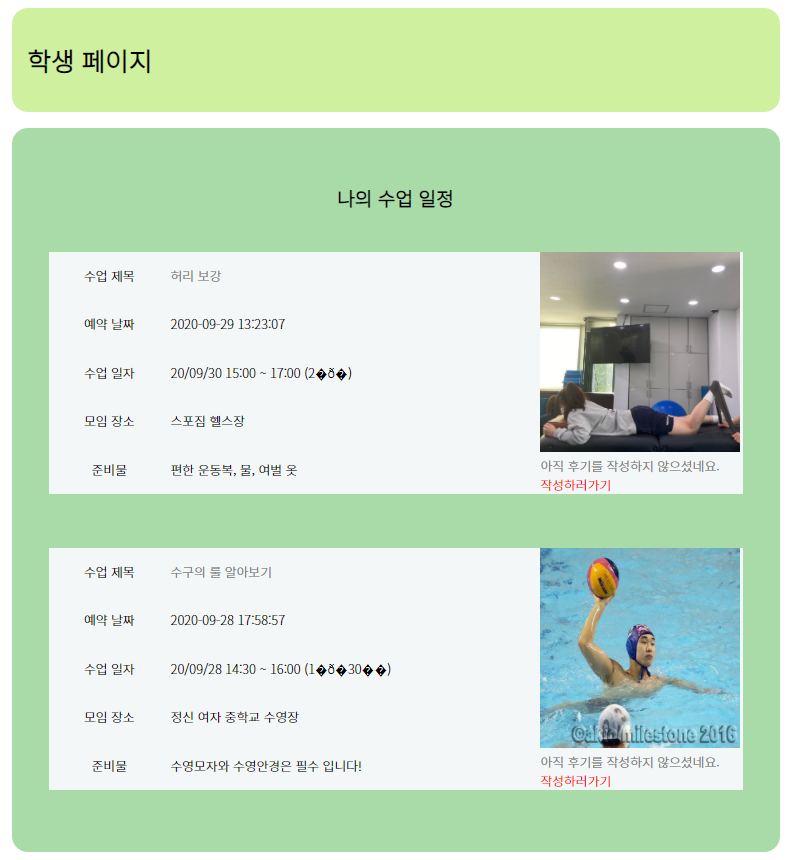 학생 페이지
나의 수업 일정
수업 제목 허리 보강
예약 날짜 2020-09-29 13:23:07
수업 일자 20/09/30 15:00 ~ 17:00 (2�ð�)
모임 장소 스포짐 헬스장
준비물 편한 운동복, 물, 여벌 옷
아직 후기를 작성하지 않으셨네요.
작성하러가기
수업 제목 수구의 룰 알아보기
예약 날짜 2020-09-28 17:58:57
수업 일자 20/09/28 14:30 ~ 16:00 (1�ð�30��)
모임 장소 정신 여자 중학교 수영장
준비물 수영모자와 수영안경은 필수 입니다!
milestone 2016
아직 후기를 작성하지 않으셨네요.
작성하러가기